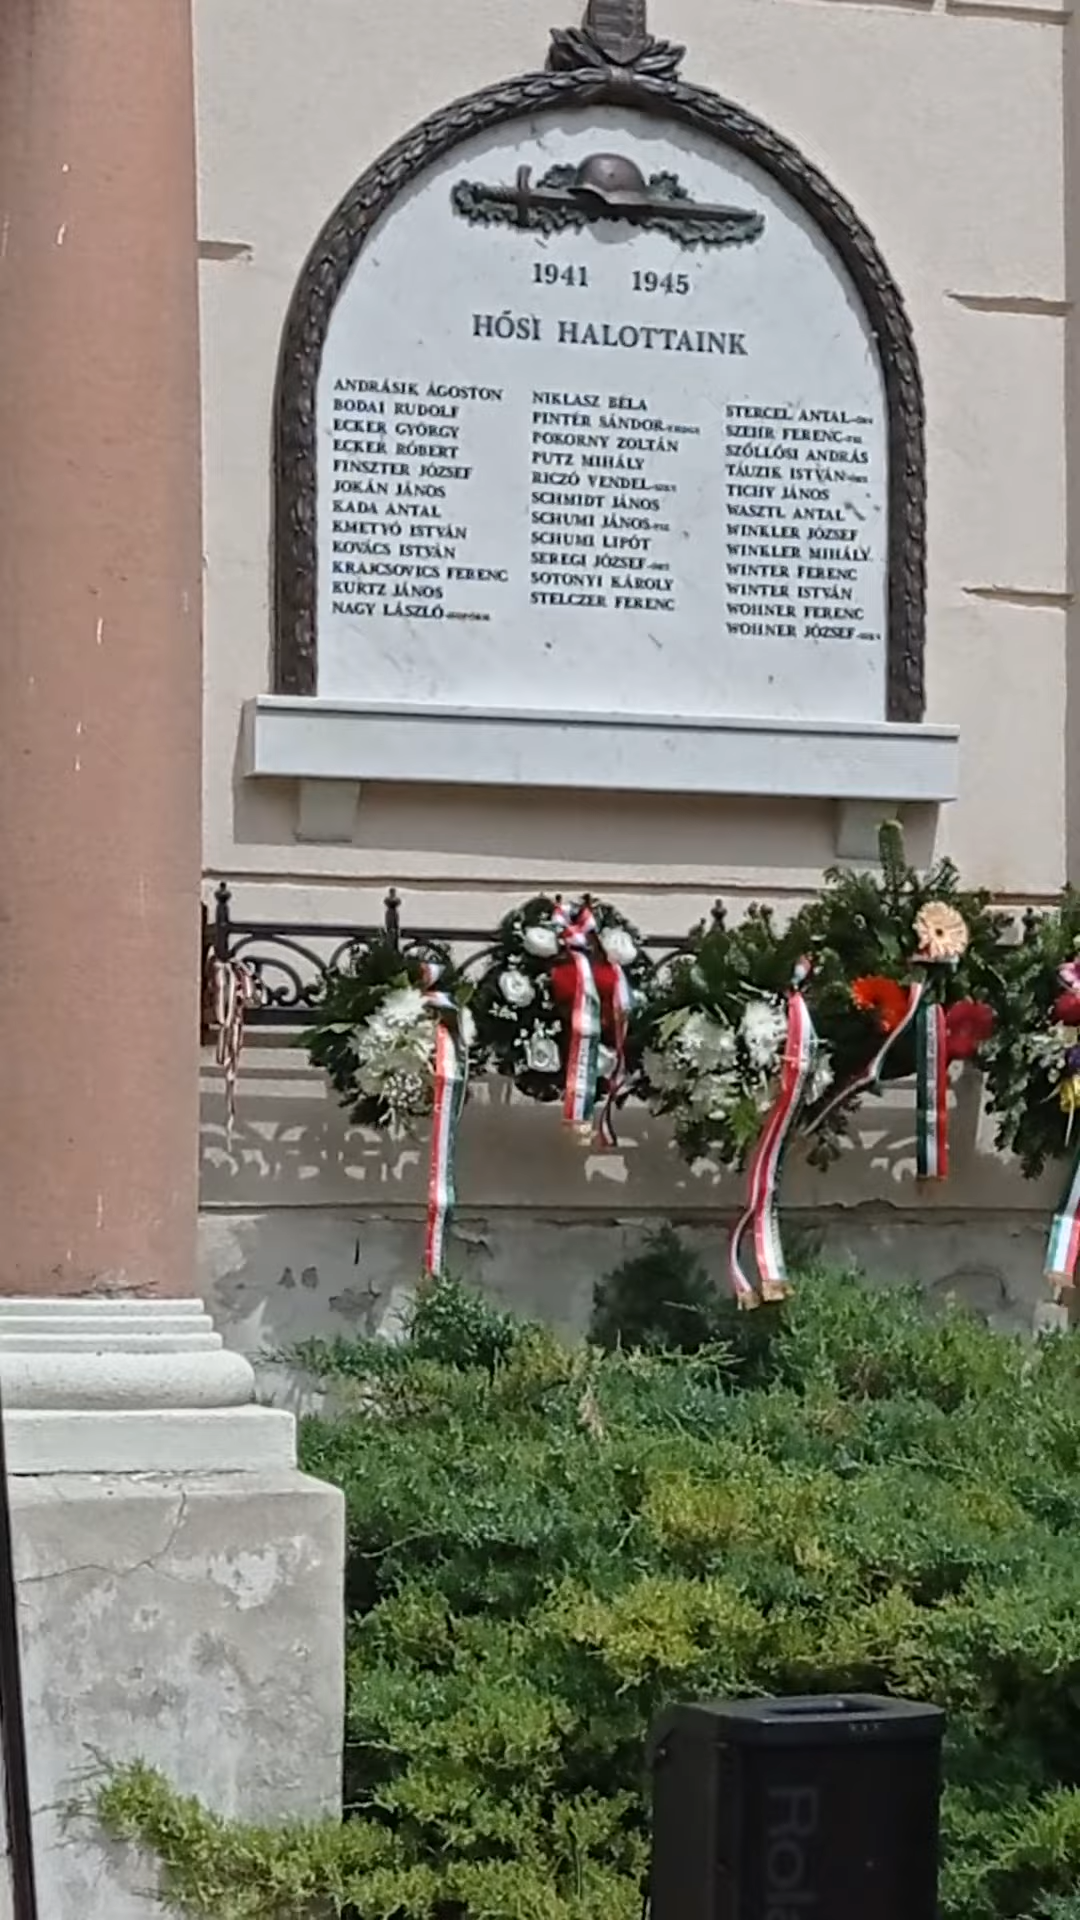 1941 1945
HŐSI HALOTTAINK
ANDRÁSIK ÁGOSTON
BODAI RUDOLF
ECKER GYÖRGY
ECKER RÓBERT
FINSZTER JÓZSEF
JOKÁN JÁNOS
KADA ANTAL
KMETYÓ ISTVÁN
KOVÁCS ISTVÁN
KRAJCSOVICS FERENC
KURTZ JÁNOS
NAGY LÁSZLÓ
NIKLASZ BÉLA
PINTÉR SÁNDOR
POKORNY ZOLTÁN
PUTZ MIHÁLY
RICZÓ VENDEL
SCHMIDT JÁNOS
SCHUMI JÁNOS
SCHUMI LIPÓT
SEREGI JÓZSEF
SOTONYI KÁROLY
STELCZER FERENC
STERCEL ANTAL
SZEHR FERENC
SZŐLLŐSI ANDRÁS
TAUZIK ISTVÁN
TICHY JÁNOS
WASZTL ANTAL
WINKLER JÓZSEF
WINKLER MIHÁLY
WINTER FERENC
WINTER ISTVÁN
WOHNER FERENC
WOHNER JÓZSEF
Rola